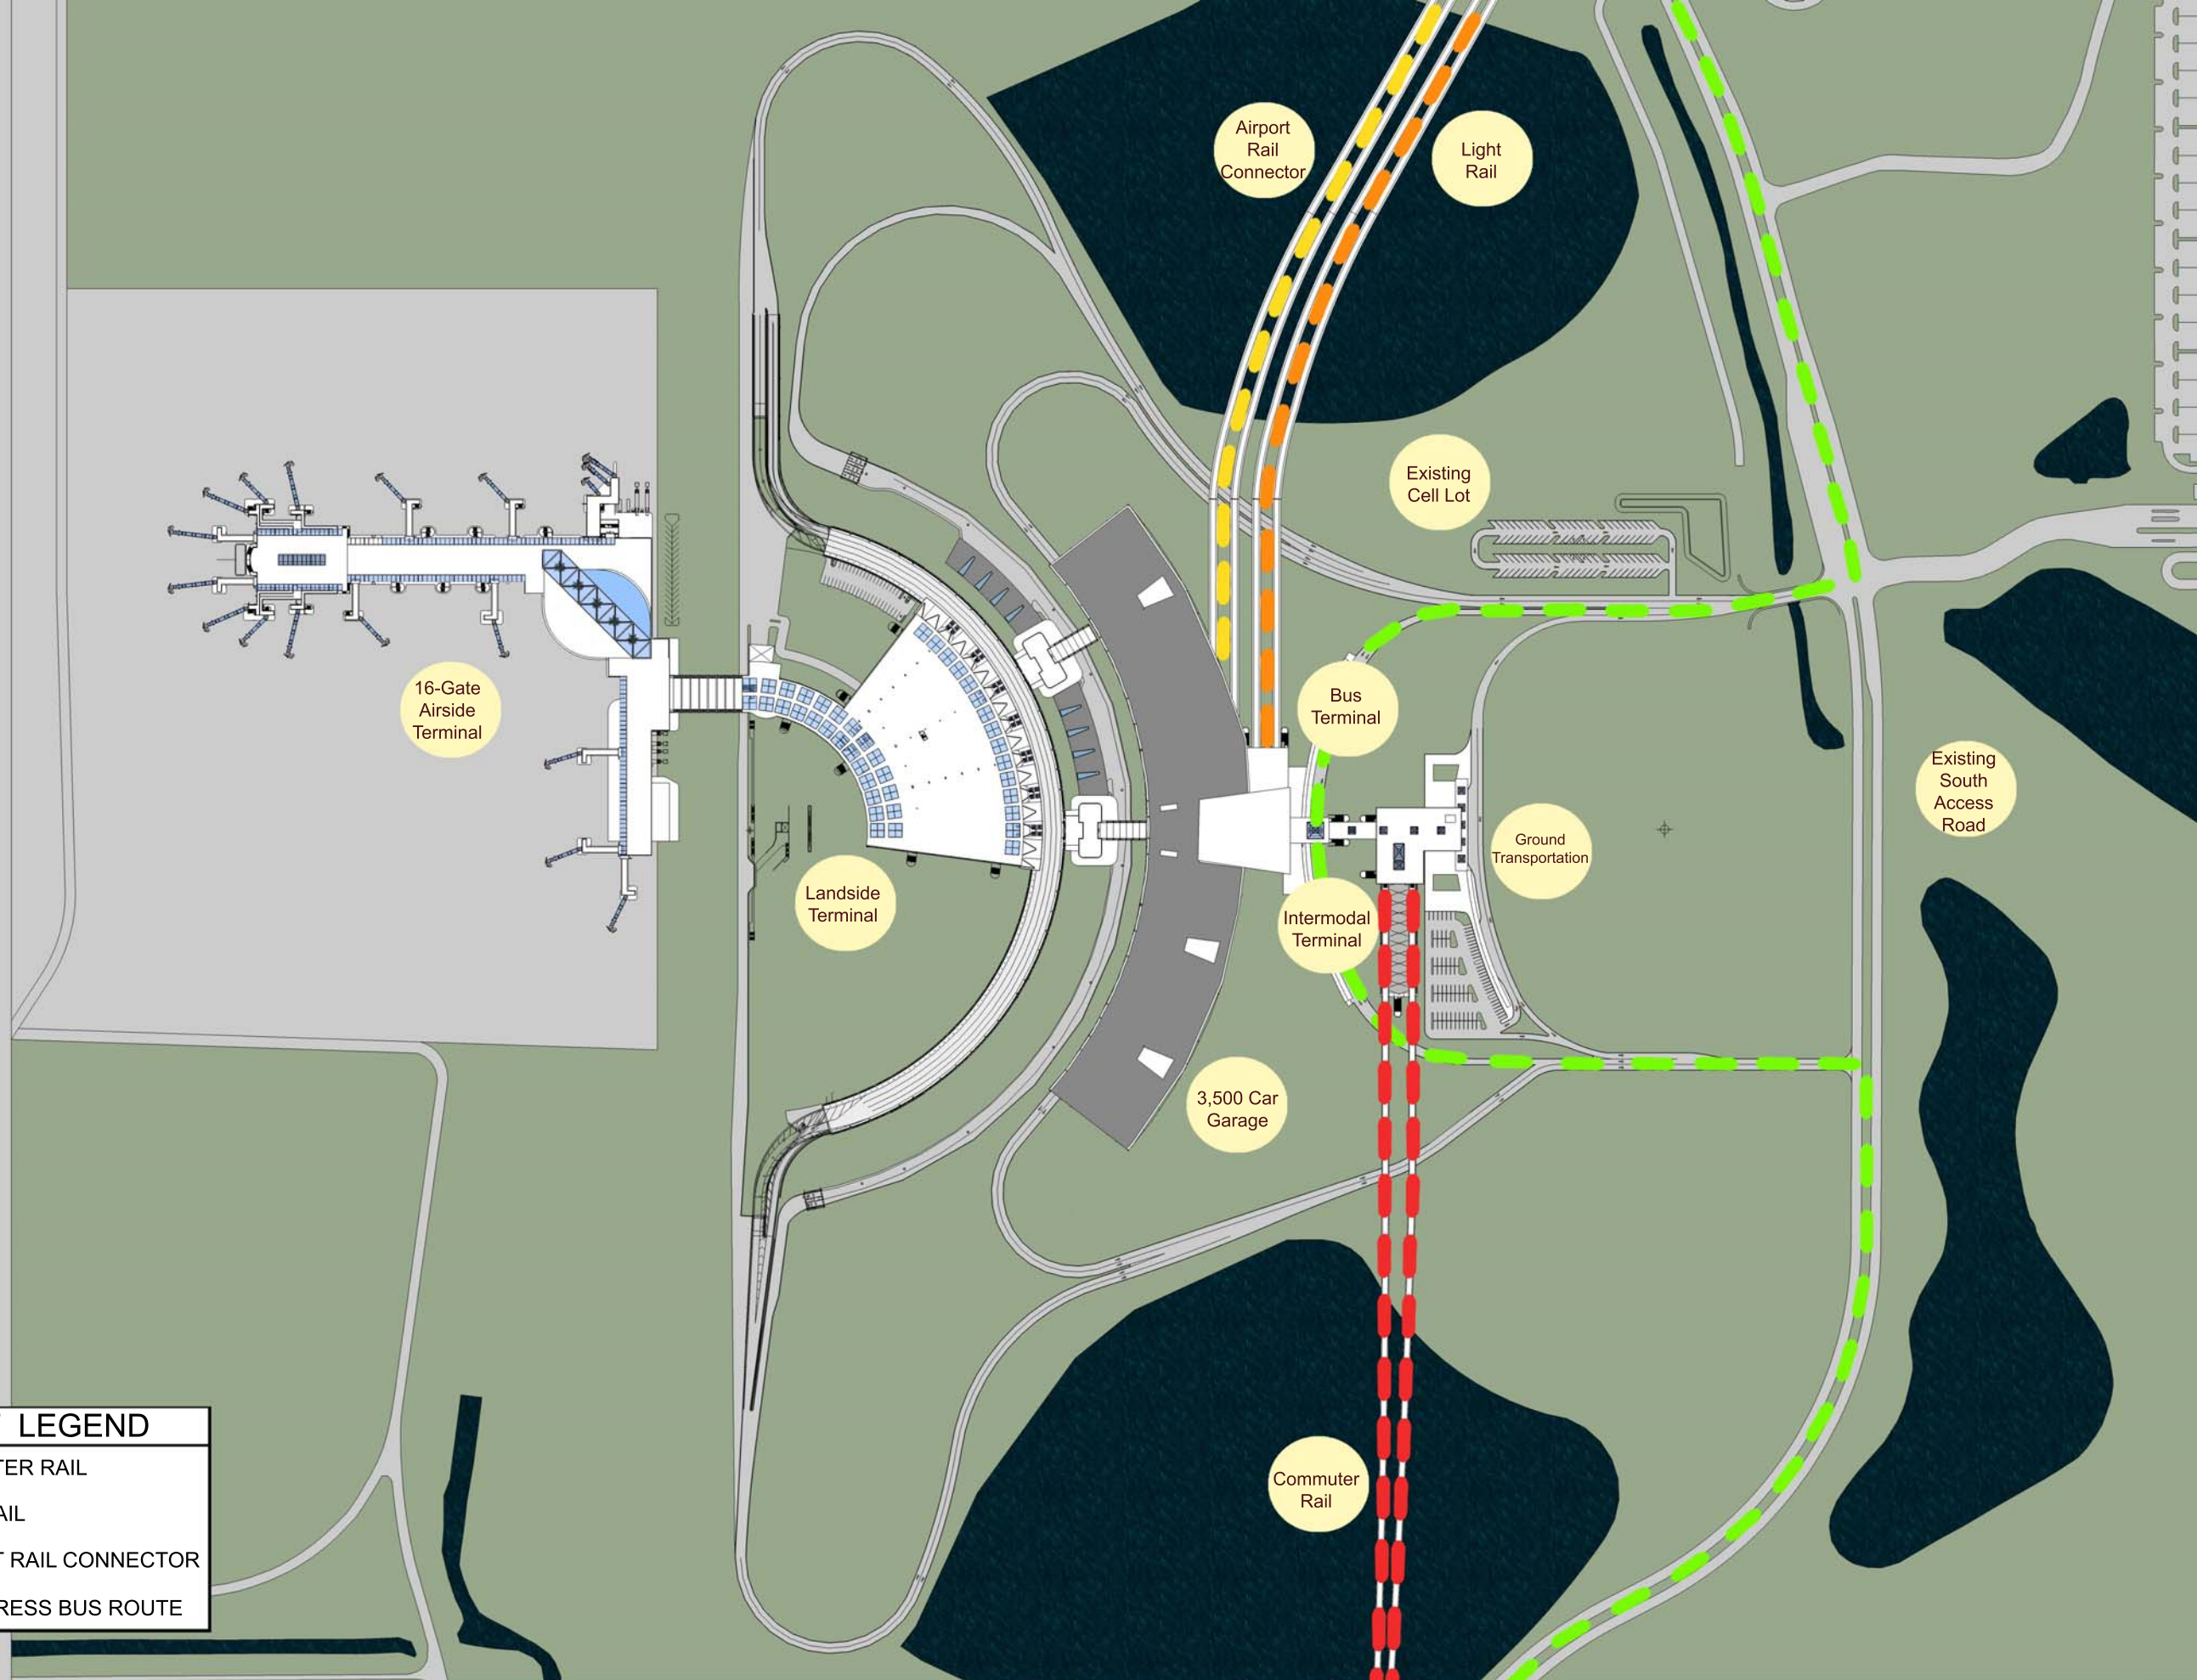 Airport
Rail
Connector
Light
Rail
Existing
Cell Lot
16-Gate
Airside
Terminal
Bus
Terminal
Existing
South
Access
Road
Ground
Transportation
Landside
Terminal
Intermodal
Terminal
3,500 Car
Garage
Commuter
Rail
LEGEND
TER RAIL
AIL
T RAIL CONNECTOR
RESS BUS ROUTE